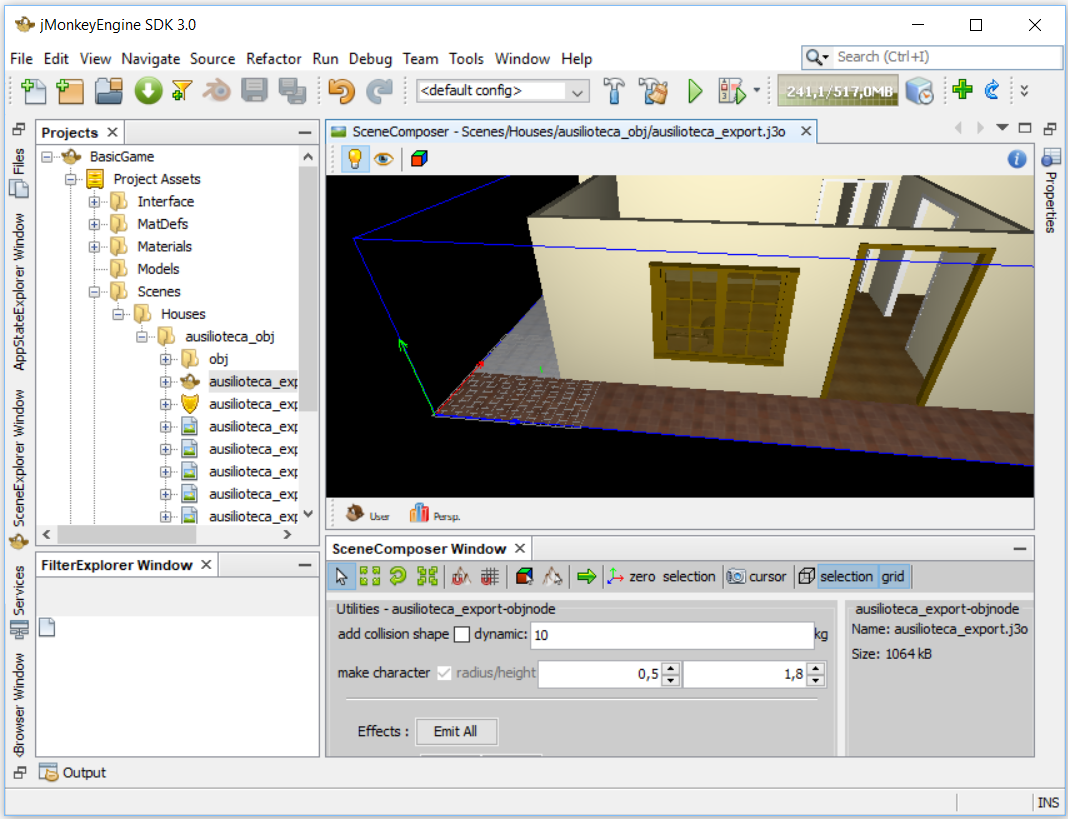 jMonkeyEngine SDK 3.0
File Edit View Navigate Source Refactor Run Debug Team Tools Window Help
Search (Ctrl+I)
<default config>
241,1/517,0MB
Files
AppStateExplorer Window
SceneExplorer Window
Services
Browser Window
Projects
BasicGame
Project Assets
Interface
MatDefs
Materials
Models
Scenes
Houses
ausilioteca_obj
obj
ausilioteca_exp
ausilioteca_exp
ausilioteca_exp
ausilioteca_exp
ausilioteca_exp
ausilioteca_exp
ausilioteca_exp
FilterExplorer Window
SceneComposer - Scenes/Houses/ausilioteca_obj/ausilioteca_export.j3o
Properties
User Persp.
SceneComposer Window
zero selection cursor selection grid
Utilities - ausilioteca_export-objnode
add collision shape dynamic: 10 kg
make character radius/height 0,5 1,8
Effects : Emit All
ausilioteca_export-objnode
Name: ausilioteca_export.j3o
Size: 1064 kB
Output
INS